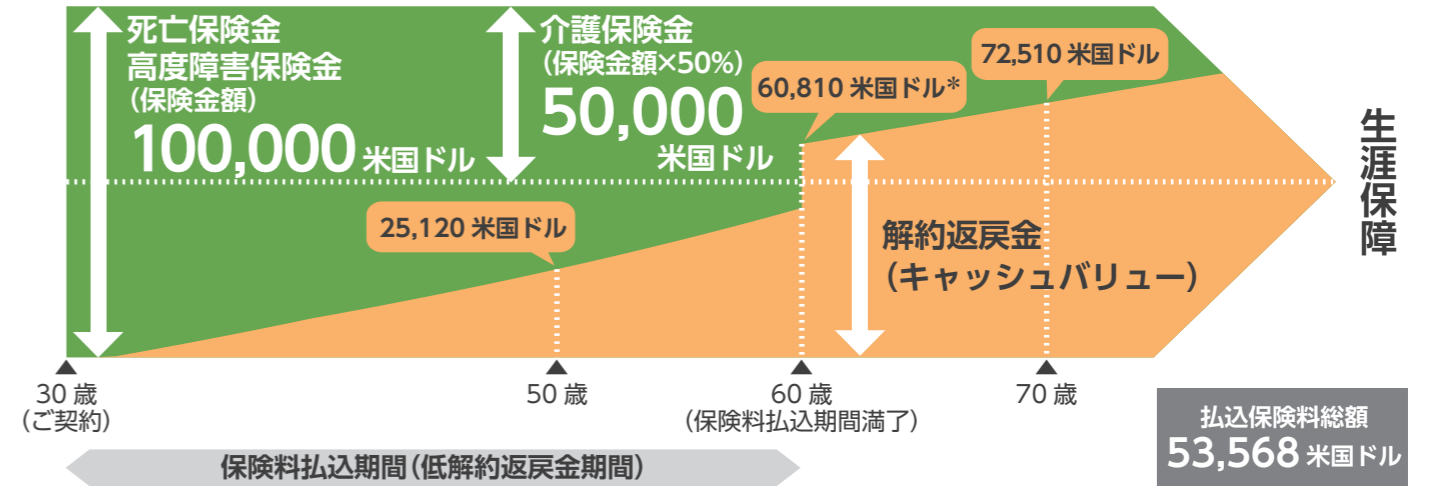 死亡保険金
高度障害保険金
(保険金額)
100,000 米国ドル
介護保険金
(保険金額×50%)
50,000
米国ドル
25,120 米国ドル
60,810 米国ドル*
72,510 米国ドル
解約返戻金
(キャッシュバリュー)
生涯保障
30 歳
(ご契約)
50 歳
60 歳
(保険料払込期間満了)
70 歳
保険料払込期間(低解約返戻金期間)
払込保険料総額
53,568 米国ドル